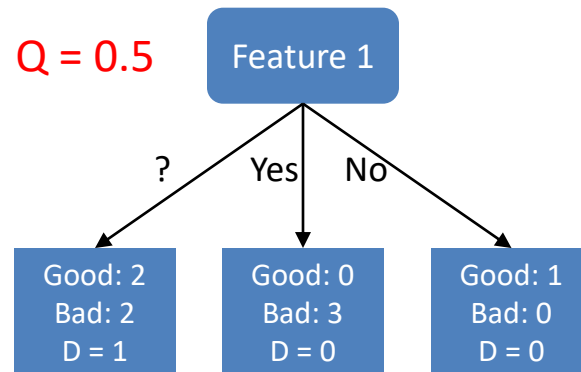 Q = 0.5
Feature 1
?
Yes
No
Good: 2
Bad: 2
D = 1
Good: 0
Bad: 3
D = 0
Good: 1
Bad: 0
D = 0